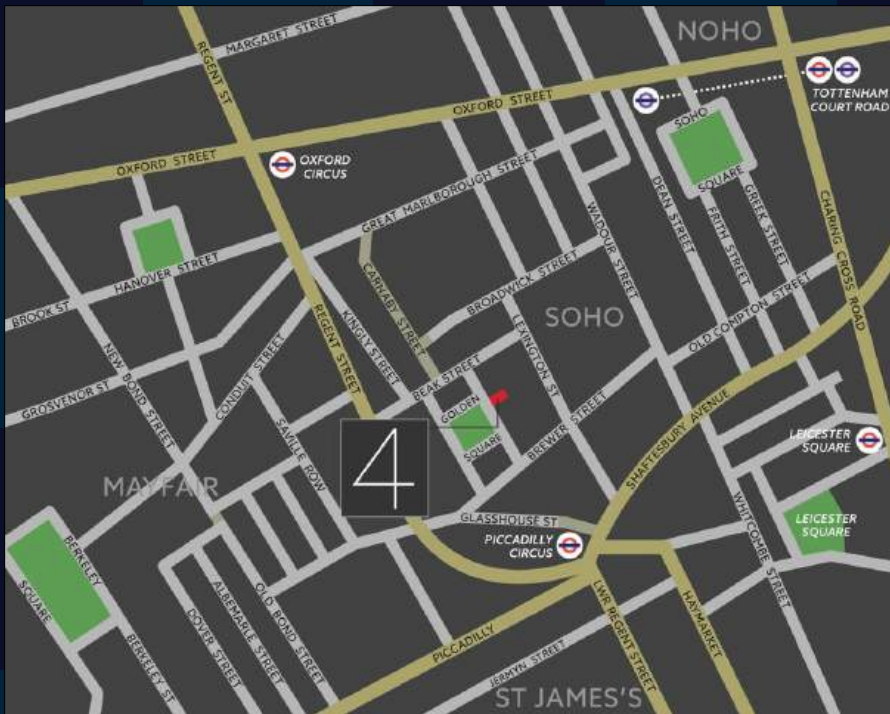 NOHO
MARGARET STREET
REGENT ST
TOTTENHAM
COURT ROAD
OXFORD STREET
SOHO
SQUARE
OXFORD
CIRCUS
OXFORD STREET
GREAT MARLBOROUGH STREET
DEAN STREET
FRITH STREET
GREEK STREET
CHARING CROSS ROAD
WADOUR STREET
HANOVER STREET
BROOK ST
CARNABY STREET
BROADWICK STREET
SOHO
OLD COMPTON STREET
REGENT STREET
KINGLY STREET
LEXINGTON ST
NEW BOND STREET
CONDUIT STREET
GROSVENOR ST
BEAK STREET
GOLDEN
SQUARE
BREWER STREET
SHAFTESBURY AVENUE
SAVILLE ROW
4
LEICESTER
SQUARE
MAYFAIR
GLASSHOUSE ST
PICCADILLY
CIRCUS
WHITCOMBE STREET
LEICESTER
SQUARE
BERKELEY
SQUARE
OLD BOND STREET
ALBEMARLE STREET
DOVER STREET
BERKELEY ST
PICCADILLY
LWR REGENT STREET
HAYMARKET
JERMYN STREET
ST JAMES'S